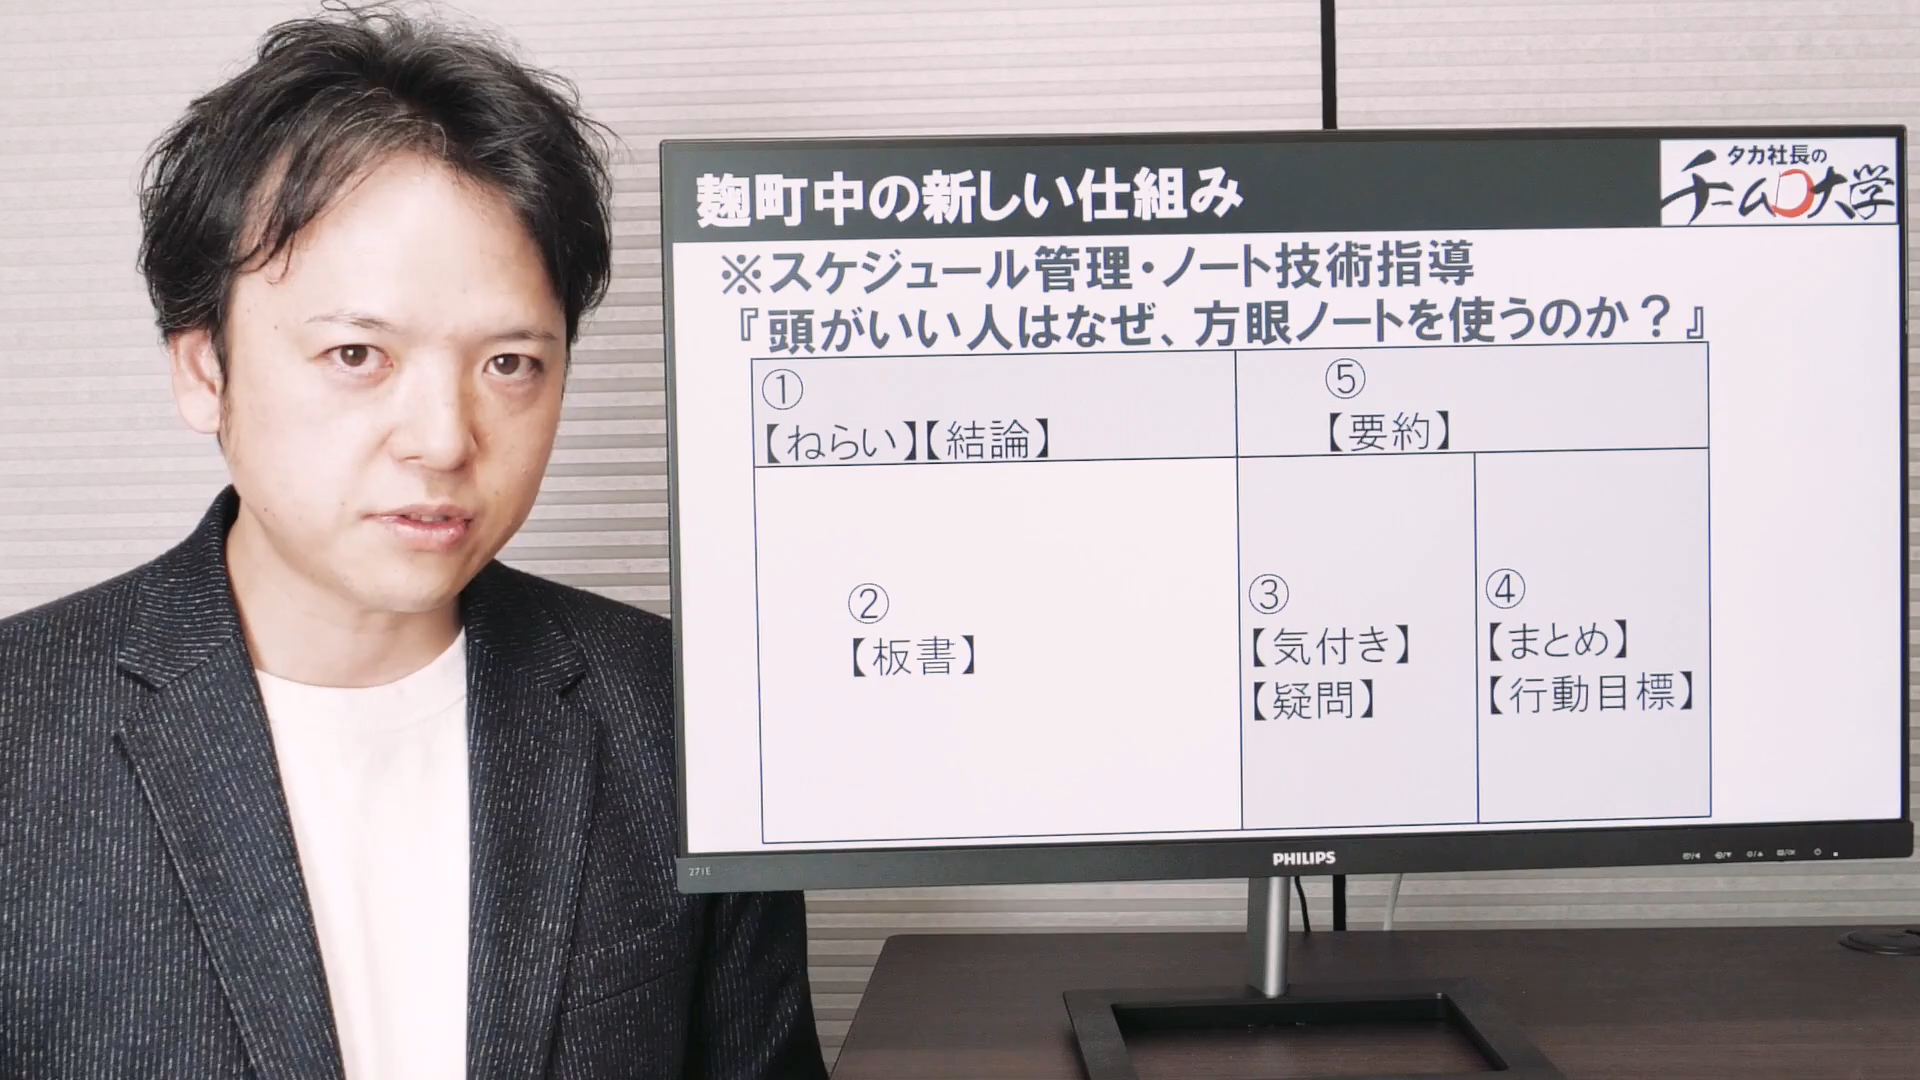 麹町中の新しい仕組み
タカ社長の
チームD大学
※スケジュール管理・ノート技術指導
『頭がいい人はなぜ、方眼ノートを使うのか？』
①
【ねらい】【結論】
⑤
【要約】
②
【板書】
③
【気付き】
【疑問】
④
【まとめ】
【行動目標】
PHILIPS
271E